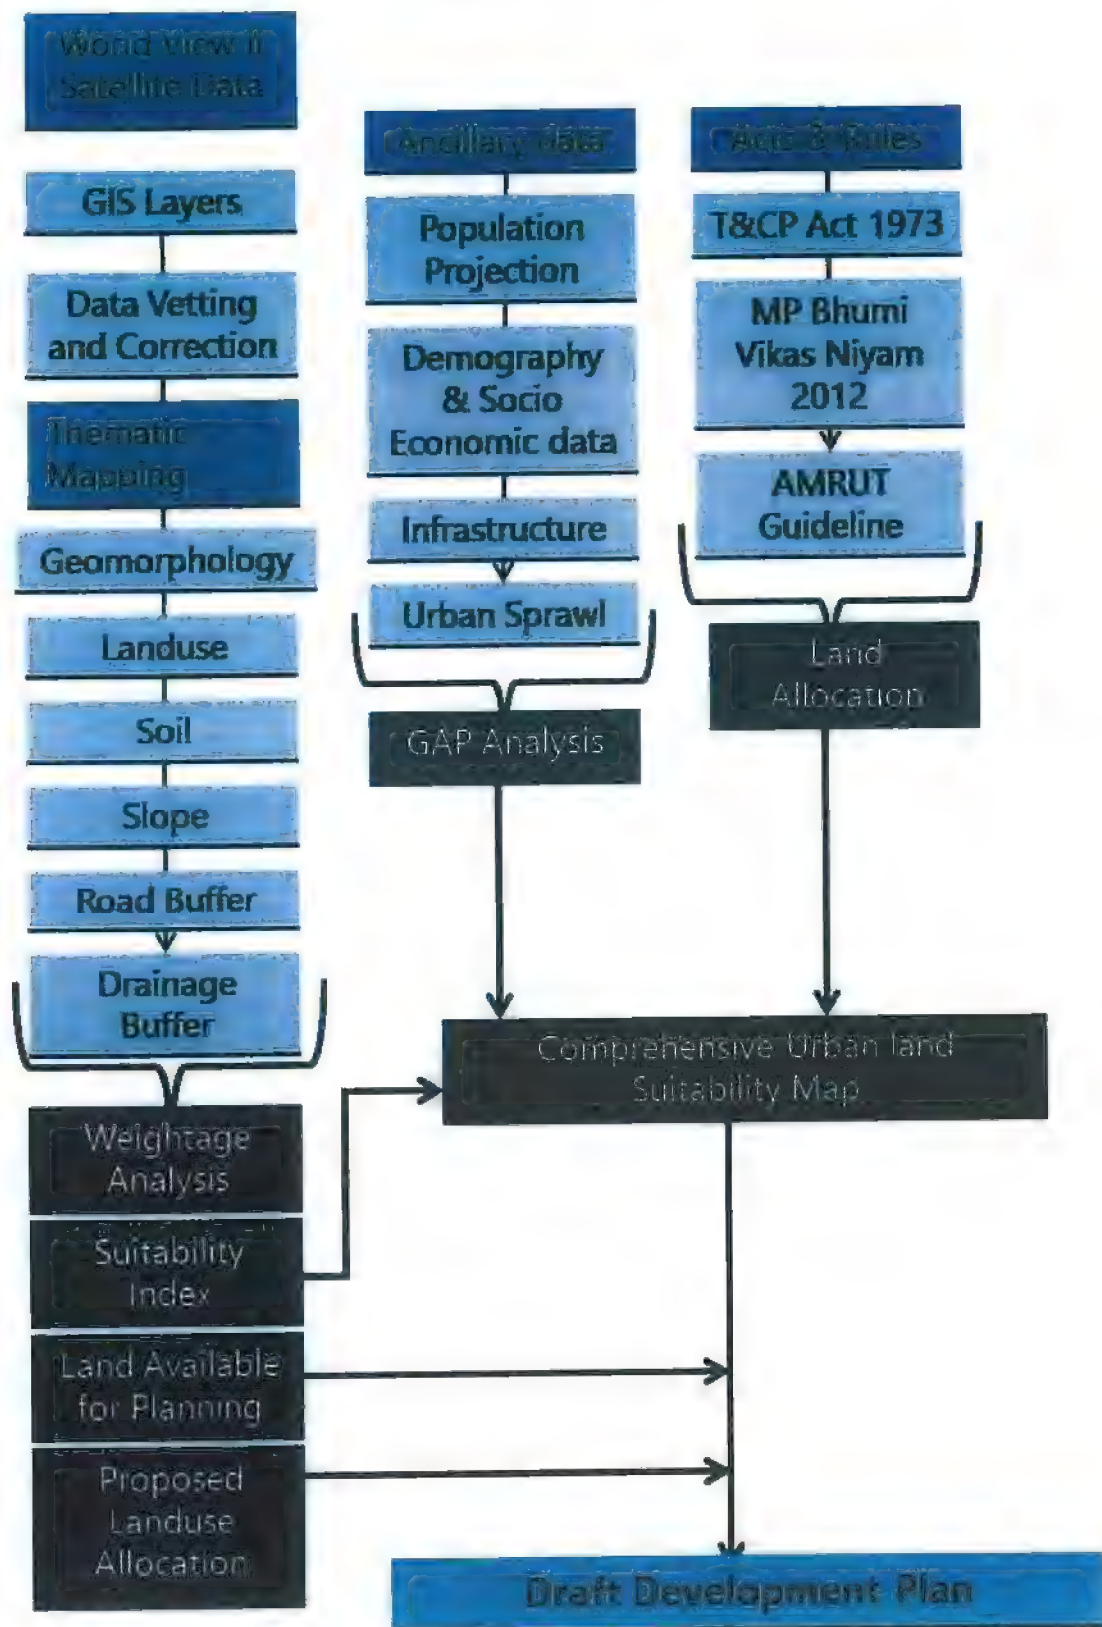 World View II
Satellite Data
GIS Layers
Data Vetting
and Correction
Thematic
Mapping
Geomorphology
Landuse
Soil
Slope
Road Buffer
Drainage
Buffer
Weightage
Analysis
Suitability
Index
Land Available
for Planning
Proposed
Landuse
Allocation
Ancillary data
Population
Projection
Demography
& Socio
Economic data
Infrastructure
Urban Sprawl
GAP Analysis
Acts & Rules
T&CP Act 1973
MP Bhumi
Vikas Niyam
2012
AMRUT
Guideline
Land
Allocation
Comprehensive Urban land
Suitability Map
Draft Development Plan